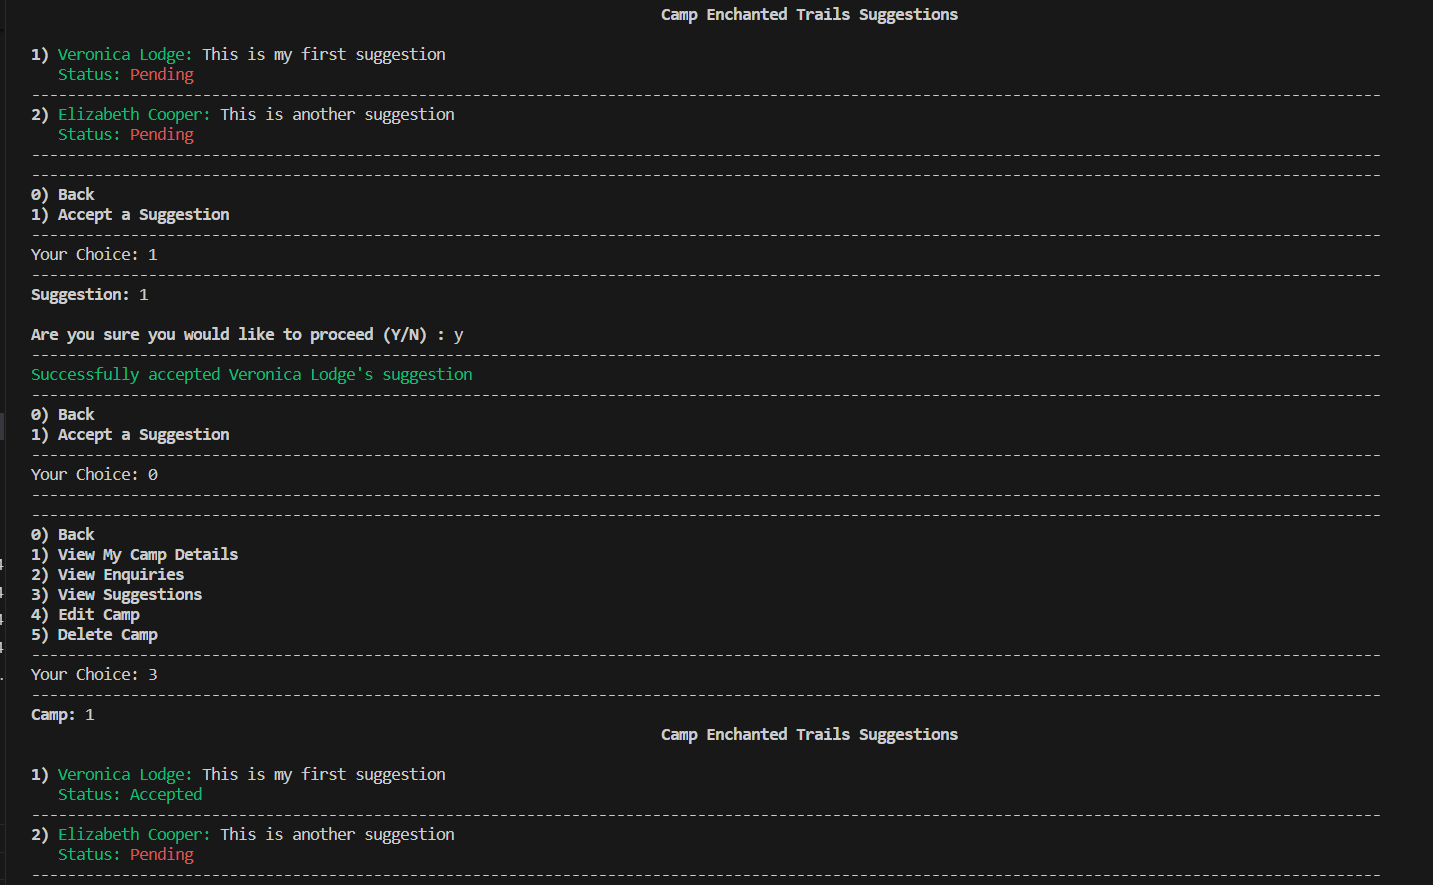 Camp Enchanted Trails Suggestions
1) Veronica Lodge: This is my first suggestion
Status: Pending
--------------------------------------------------------------------------------------------------------------------------------------------------------
2) Elizabeth Cooper: This is another suggestion
Status: Pending
--------------------------------------------------------------------------------------------------------------------------------------------------------
--------------------------------------------------------------------------------------------------------------------------------------------------------
0) Back
1) Accept a Suggestion
--------------------------------------------------------------------------------------------------------------------------------------------------------
Your Choice: 1
--------------------------------------------------------------------------------------------------------------------------------------------------------
Suggestion: 1
Are you sure you would like to proceed (Y/N) : y
--------------------------------------------------------------------------------------------------------------------------------------------------------
Successfully accepted Veronica Lodge's suggestion
--------------------------------------------------------------------------------------------------------------------------------------------------------
0) Back
1) Accept a Suggestion
--------------------------------------------------------------------------------------------------------------------------------------------------------
Your Choice: 0
--------------------------------------------------------------------------------------------------------------------------------------------------------
--------------------------------------------------------------------------------------------------------------------------------------------------------
0) Back
1) View My Camp Details
2) View Enquiries
3) View Suggestions
4) Edit Camp
5) Delete Camp
--------------------------------------------------------------------------------------------------------------------------------------------------------
Your Choice: 3
--------------------------------------------------------------------------------------------------------------------------------------------------------
Camp: 1
Camp Enchanted Trails Suggestions
1) Veronica Lodge: This is my first suggestion
Status: Accepted
--------------------------------------------------------------------------------------------------------------------------------------------------------
2) Elizabeth Cooper: This is another suggestion
Status: Pending
--------------------------------------------------------------------------------------------------------------------------------------------------------